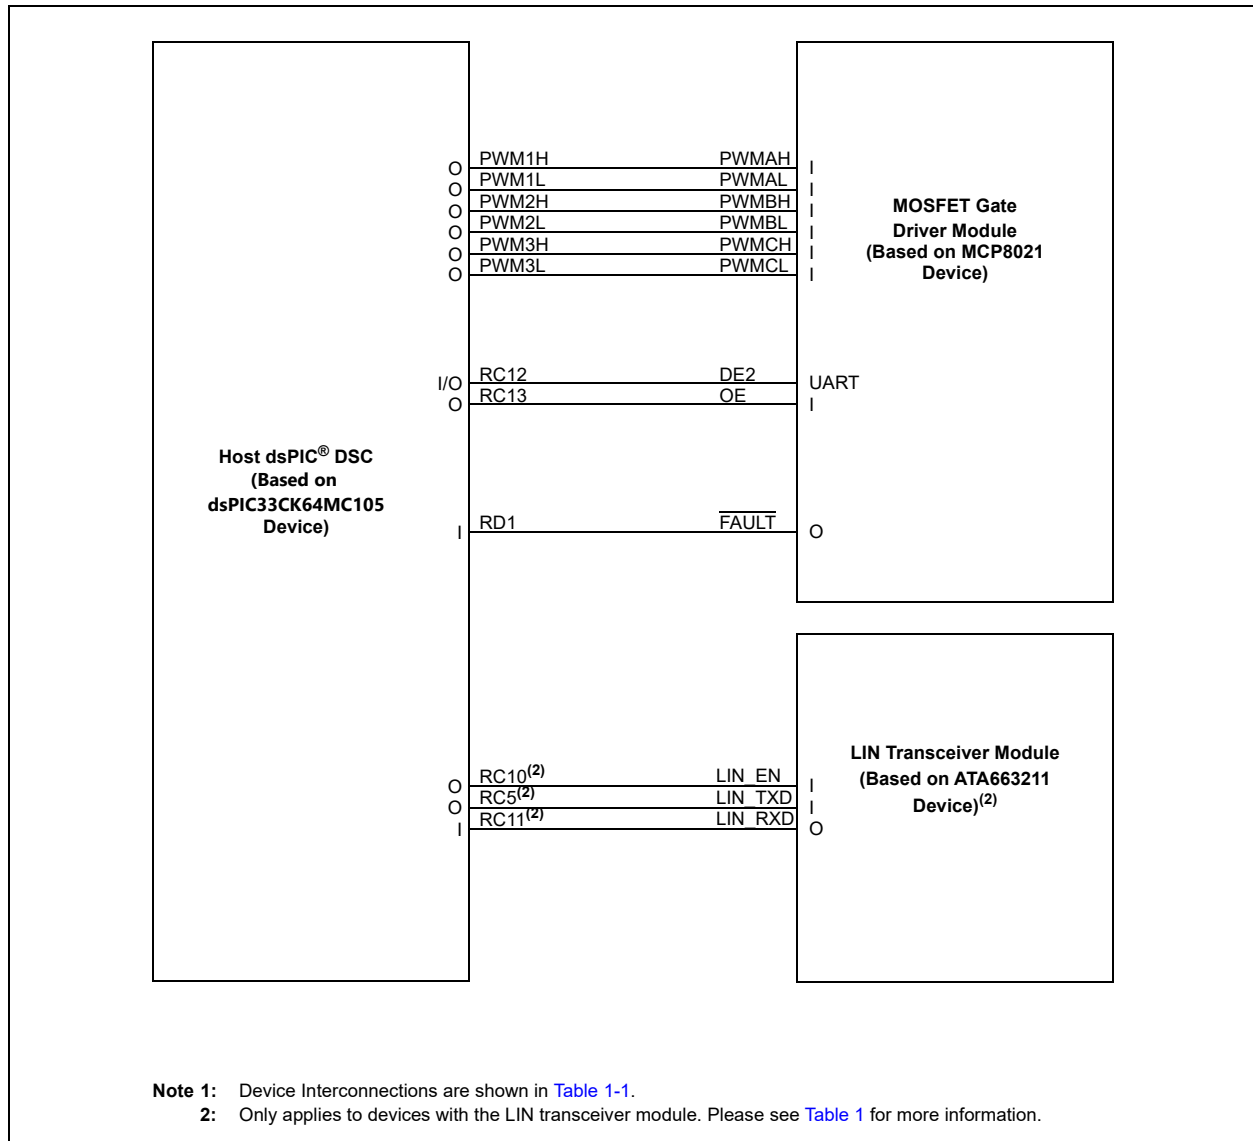 O PWM1H PWMAH I
O PWM1L PWMAL I
O PWM2H PWMBH I
O PWM2L PWMBL I
O PWM3H PWMCH I
O PWM3L PWMCL I
MOSFET Gate
Driver Module
(Based on MCP8021
Device)
I/O RC12 DE2 UART
O RC13 OE I
Host dsPIC® DSC
(Based on
dsPIC33CK64MC105
Device)
I RD1 FAULT O
LIN Transceiver Module
(Based on ATA663211
Device)(2)
O RC10(2) LIN_EN I
O RC5(2) LIN_TXD I
I RC11(2) LIN_RXD O
Note 1: Device Interconnections are shown in Table 1-1.
2: Only applies to devices with the LIN transceiver module. Please see Table 1 for more information.